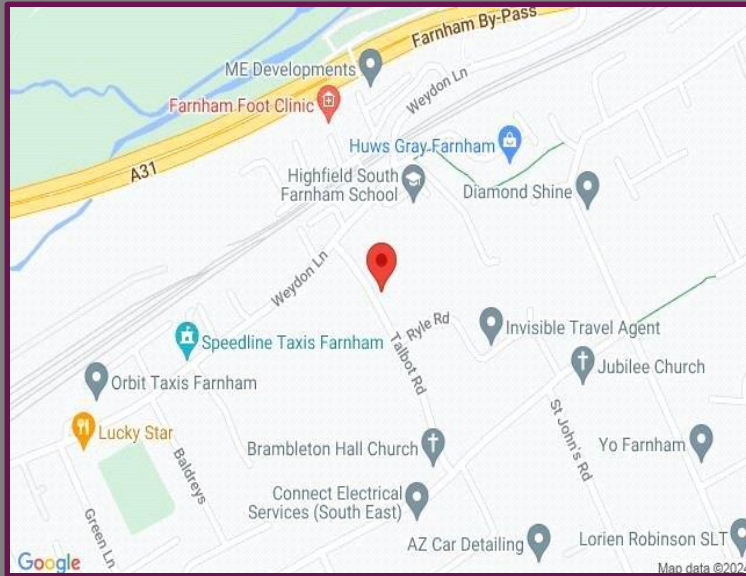 Farnham By-Pass
ME Developments
Weydon Ln
Farnham Foot Clinic
Huws Gray Farnham
A31
Highfield South
Farnham School
Diamond Shine
Weydon Ln
Ryle Rd
Invisible Travel Agent
Speedline Taxis Farnham
Talbot Rd
Jubilee Church
Orbit Taxis Farnham
Lucky Star
St John's Rd
Baldreys
Brambleton Hall Church
Yo Farnham
Green Ln
Connect Electrical
Services (South East)
AZ Car Detailing
Lorien Robinson SLT
Google
Map data ©2024